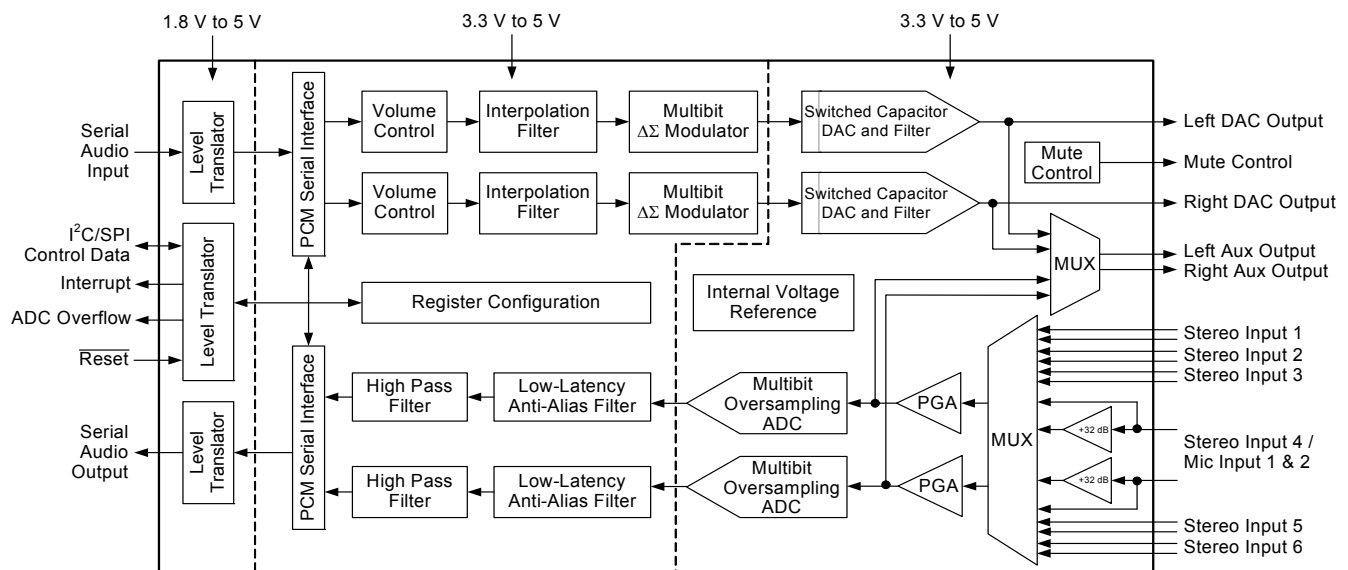 1.8 V to 5 V
3.3 V to 5 V
3.3 V to 5 V
Serial
Audio
Input
Level
Translator
PCM Serial Interface
Volume
Control
Interpolation
Filter
Multibit
ΔΣ Modulator
Switched Capacitor
DAC and Filter
Left DAC Output
Mute
Control
Mute Control
Volume
Control
Interpolation
Filter
Multibit
ΔΣ Modulator
Switched Capacitor
DAC and Filter
Right DAC Output
I²C/SPI
Control Data
Interrupt
ADC Overflow
Reset
Level Translator
Register Configuration
Internal Voltage
Reference
MUX
Left Aux Output
Right Aux Output
Stereo Input 1
Stereo Input 2
Stereo Input 3
PCM Serial Interface
High Pass
Filter
Low-Latency
Anti-Alias Filter
Multibit
Oversampling
ADC
PGA
MUX
+32 dB
Stereo Input 4 /
Mic Input 1 & 2
Serial
Audio
Output
Level
Translator
High Pass
Filter
Low-Latency
Anti-Alias Filter
Multibit
Oversampling
ADC
PGA
+32 dB
Stereo Input 5
Stereo Input 6